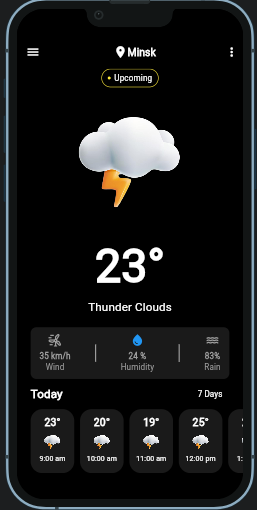 Minsk
Upcoming
23°
Thunder Clouds
35 km/h 24 % 83%
Wind Humidity Rain
Today 7 Days
23° 20° 19° 25°
9:00 am 10:00 am 11:00 am 12:00 pm